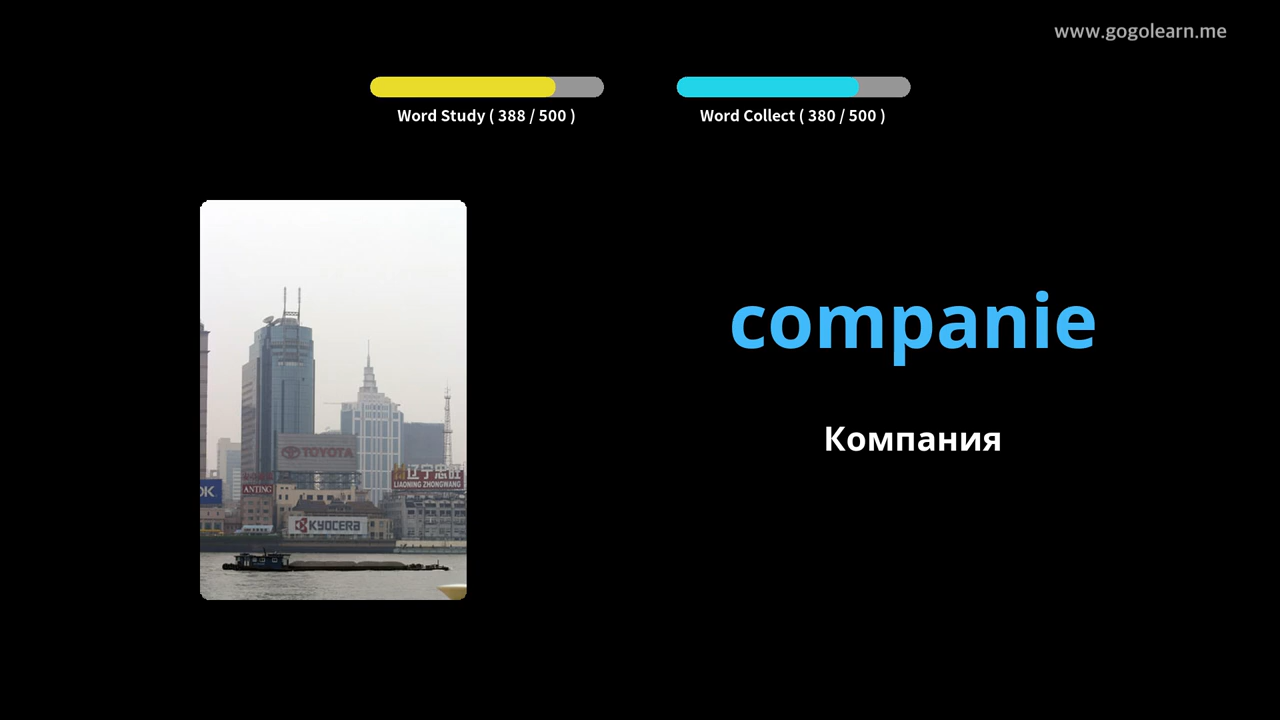 www.gogolearn.me
Word Study ( 388 / 500 )
Word Collect ( 380 / 500 )
companie
Компания
TOYOTA
辽宁忠旺
LIAONING ZHONGWANG
OK
ANTING
KYOCERA